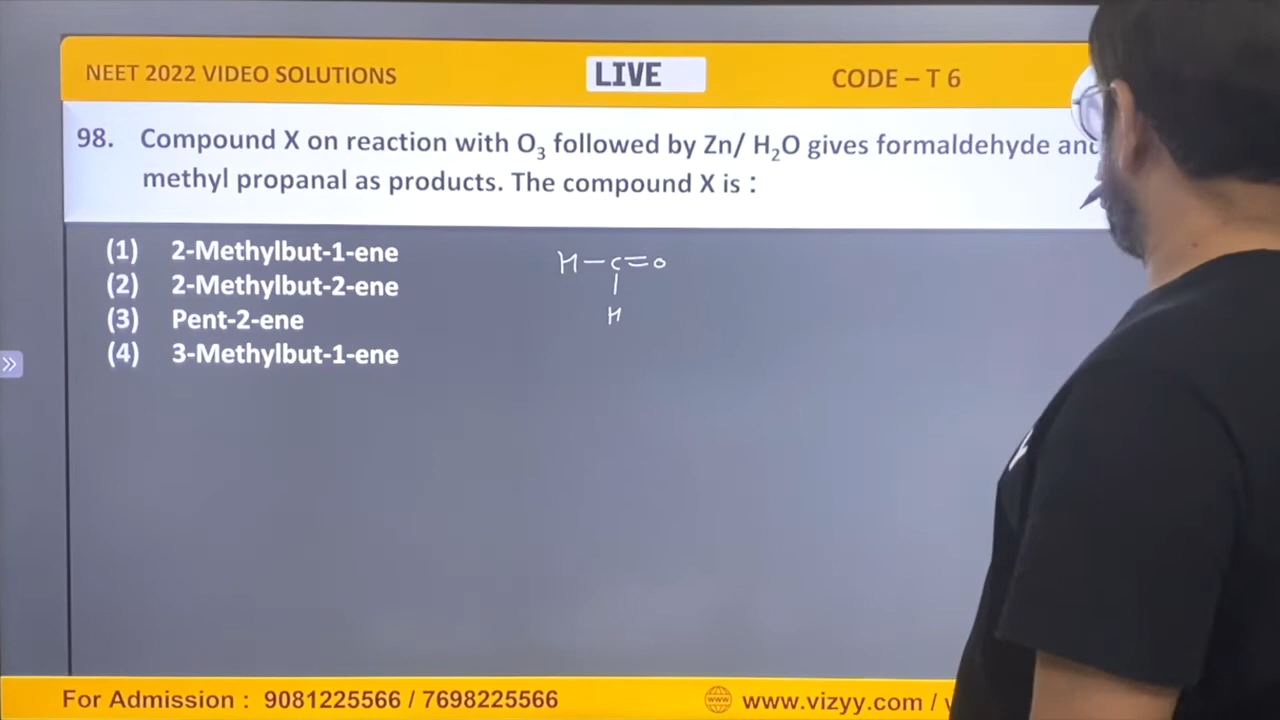 NEET 2022 VIDEO SOLUTIONS LIVE CODE – T 6
98. Compound X on reaction with O₃ followed by Zn/ H₂O gives formaldehyde and
methyl propanal as products. The compound X is :
(1) 2-Methylbut-1-ene
(2) 2-Methylbut-2-ene
(3) Pent-2-ene
(4) 3-Methylbut-1-ene
H–C=O
H
For Admission : 9081225566 / 7698225566 www www.vizyy.com /